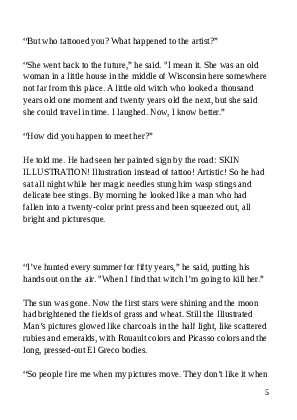 “But who tattooed you? What happened to the artist?”
“She went back to the future,” he said. "I mean it. She was an old
woman in a little house in the middle of Wisconsin here somewhere
not far from this place. A little old witch who looked a thousand
years old one moment and twenty years old the next, but she said
she could travel in time. I laughed. Now, I know better.”
“How did you happen to meet her?”
He told me. He had seen her painted sign by the road: SKIN
ILLUSTRATION! Illustration instead of tattoo! Artistic! So he had
sat all night while her magic needles stung him wasp stings and
delicate bee stings. By morning he looked like a man who had
fallen into a twenty-color print press and been squeezed out, all
bright and picturesque.
“I’ve hunted every summer for fifty years,” he said, putting his
hands out on the air. "When I find that witch I’m going to kill her.”
The sun was gone. Now the first stars were shining and the moon
had brightened the fields of grass and wheat. Still the Illustrated
Man’s pictures glowed like charcoals in the half light, like scattered
rubies and emeralds, with Rouault colors and Picasso colors and the
long, pressed-out El Greco bodies.
“So people fire me when my pictures move. They don’t like it when
5